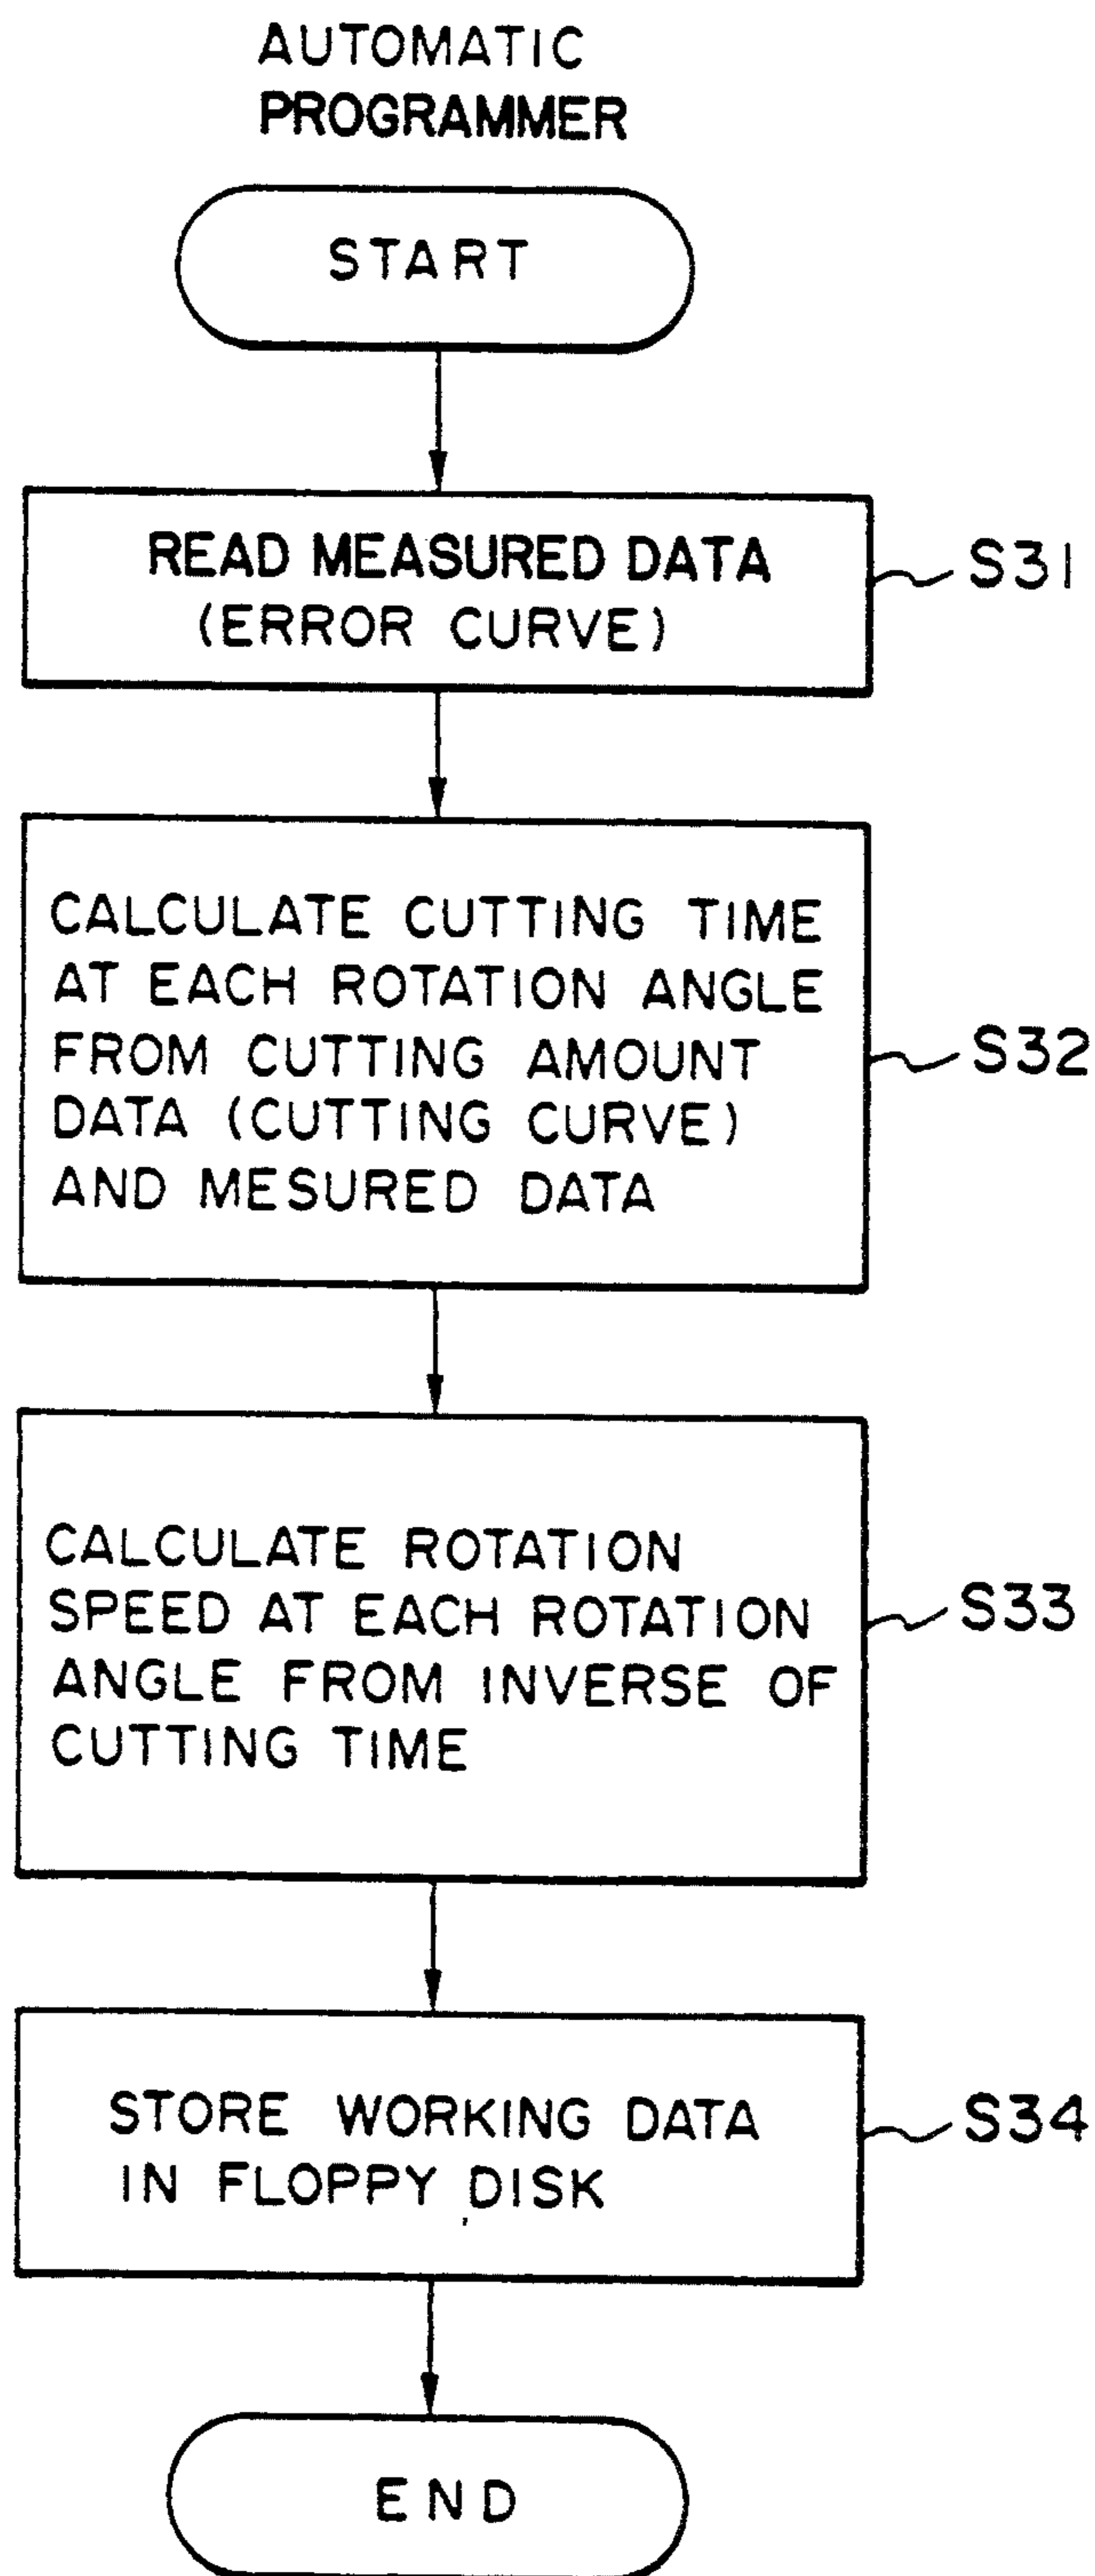 AUTOMATIC
PROGRAMMER
START
READ MEASURED DATA
(ERROR CURVE)
S31
CALCULATE CUTTING TIME
AT EACH ROTATION ANGLE
FROM CUTTING AMOUNT
DATA (CUTTING CURVE)
AND MESURED DATA
S32
CALCULATE ROTATION
SPEED AT EACH ROTATION
ANGLE FROM INVERSE OF
CUTTING TIME
S33
STORE WORKING DATA
IN FLOPPY DISK
S34
END